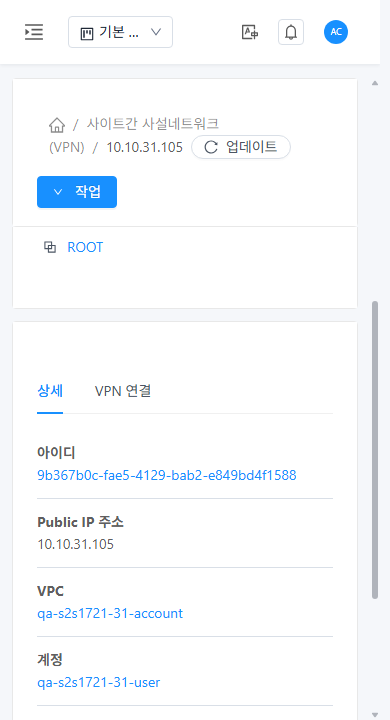 기본 ...
AC
/ 사이트간 사설네트워크
(VPN) / 10.10.31.105 업데이트
작업
ROOT
상세 VPN 연결
아이디
9b367b0c-fae5-4129-bab2-e849bd4f1588
Public IP 주소
10.10.31.105
VPC
qa-s2s1721-31-account
계정
qa-s2s1721-31-user